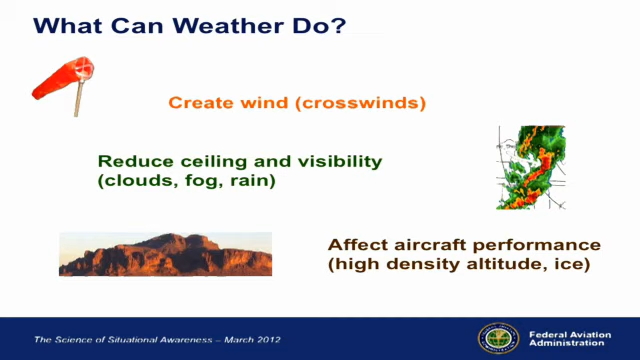 What Can Weather Do?
Create wind (crosswinds)
Reduce ceiling and visibility
(clouds, fog, rain)
Affect aircraft performance
(high density altitude, ice)
The Science of Situational Awareness – March 2012
Federal Aviation
Administration